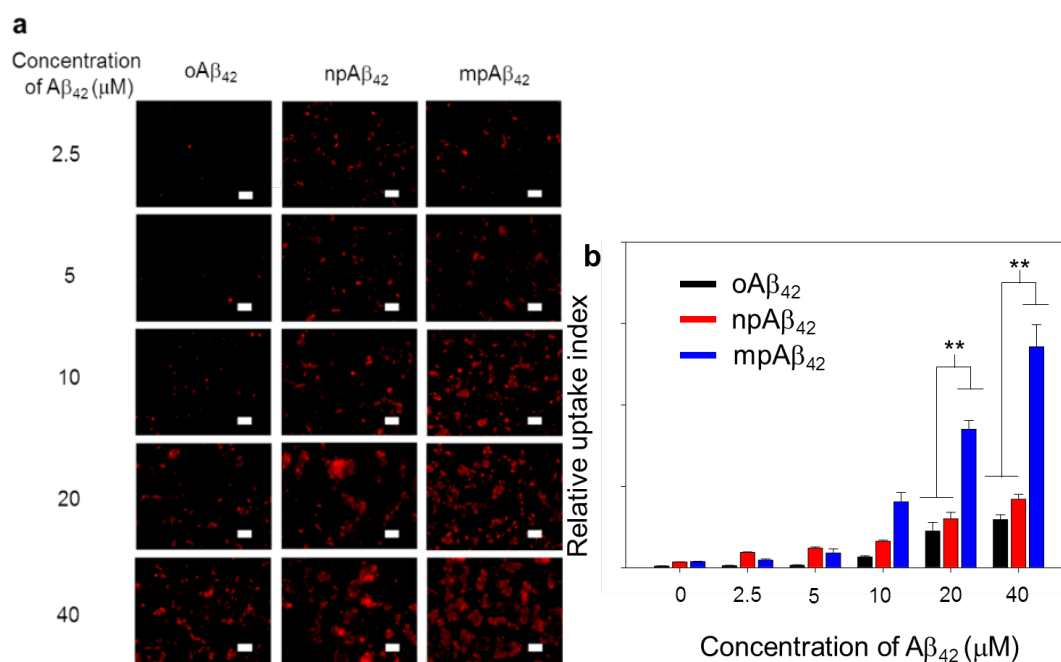 a
Concentration
of Aβ₄₂ (μM)
oAβ₄₂
npAβ₄₂
mpAβ₄₂
2.5
5
10
20
40
b
Relative uptake index
oAβ₄₂
npAβ₄₂
mpAβ₄₂
**
**
0 2.5 5 10 20 40
Concentration of Aβ₄₂ (μM)